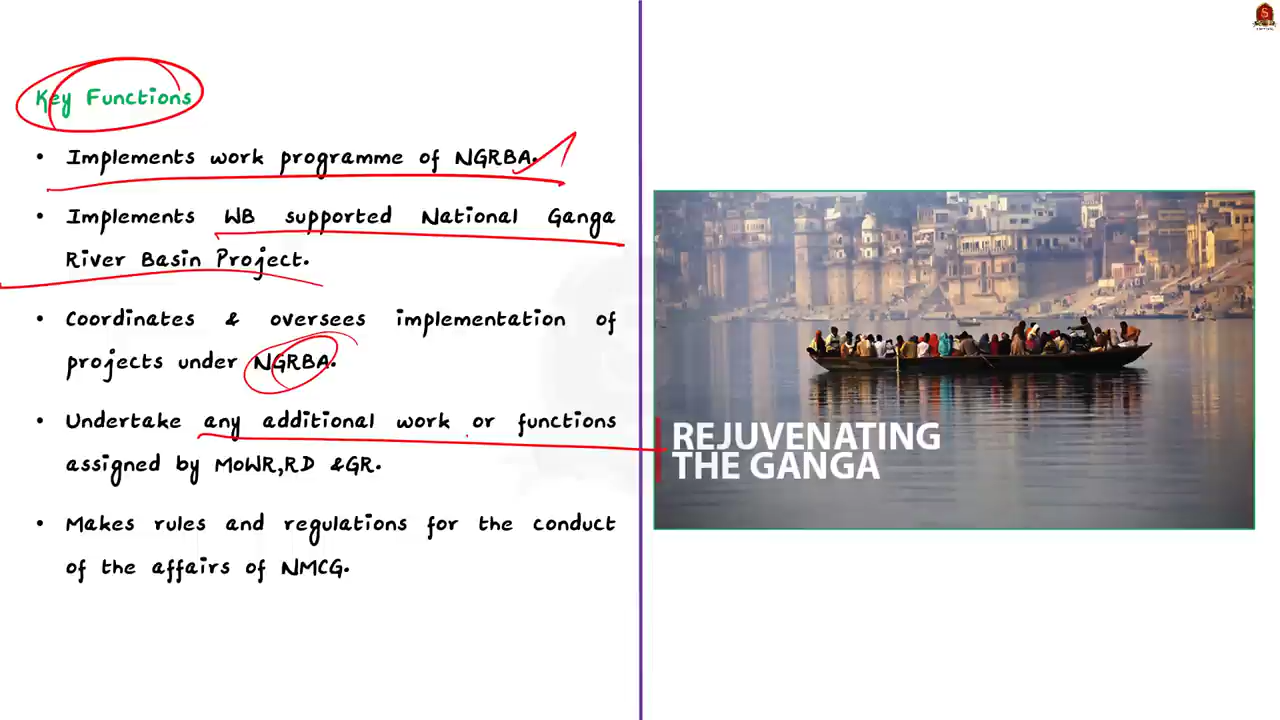 Key Functions
• Implements work programme of NGRBA.
• Implements WB supported National Ganga
River Basin Project.
• Coordinates & oversees implementation of
projects under NGRBA.
• Undertake any additional work or functions
assigned by MoWR,RD &GR.
• Makes rules and regulations for the conduct
of the affairs of NMCG.
REJUVENATING
THE GANGA